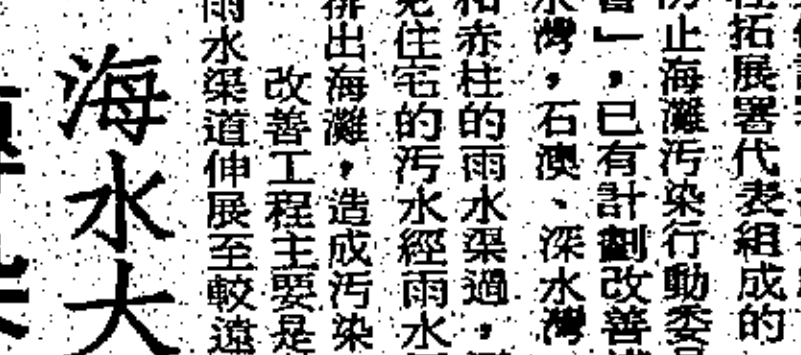 拓展署代表組成的
防止海灘污染行動委
」，已有計劃改善
水灣，石澳、深水灣
和赤柱的雨水渠過，
免住宅的污水經雨水
排出海灘，造成污染
改善工程主要是
雨水渠道伸展至較遠
海水大